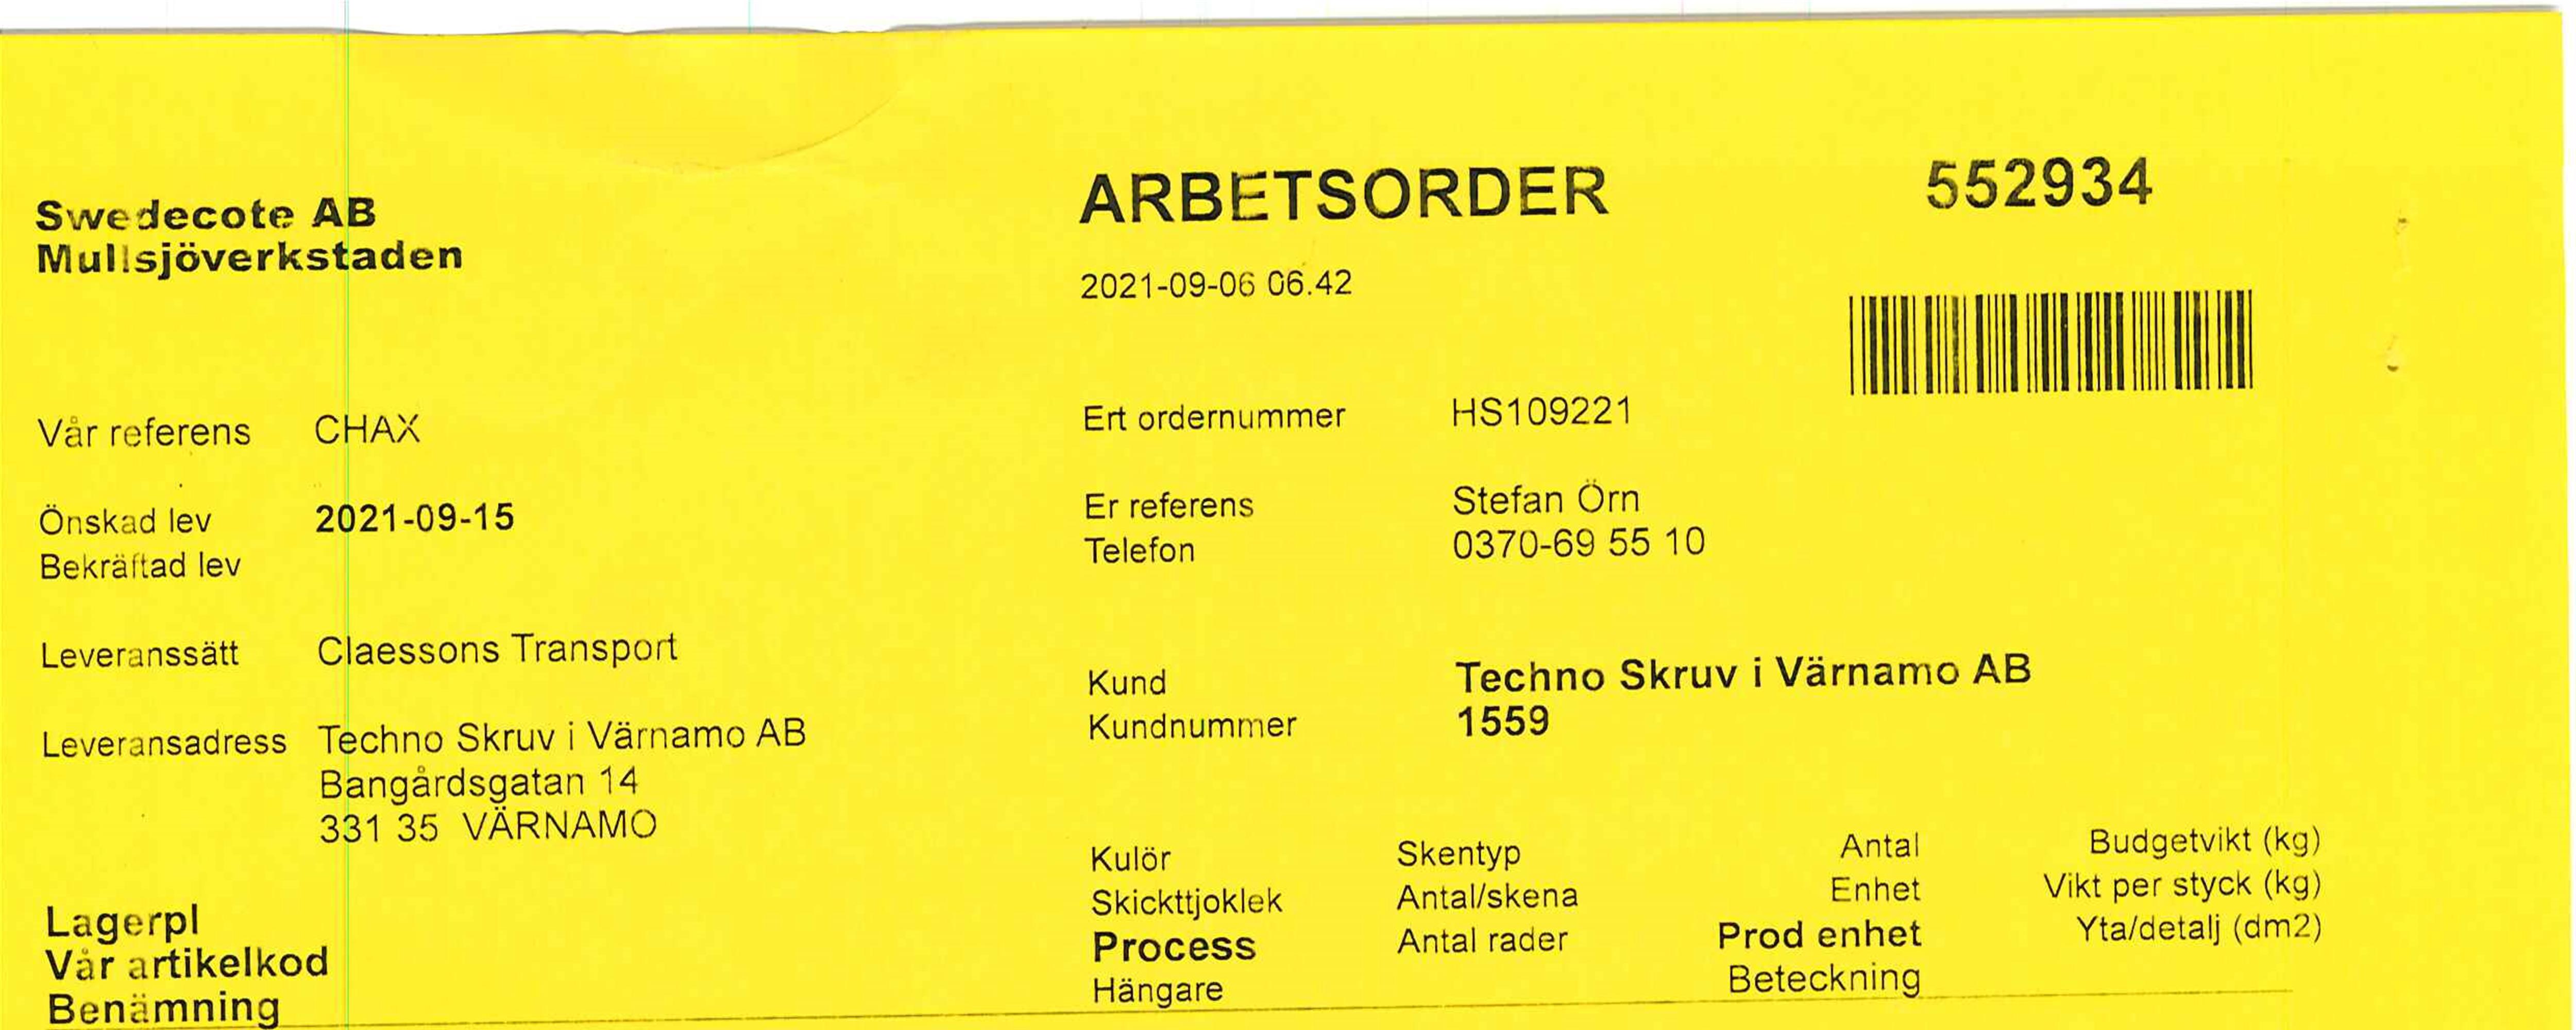 Swedecote AB
Mullsjöverkstaden
ARBETSORDER
552934
2021-09-06 06.42
Vår referens CHAX
Önskad lev 2021-09-15
Bekräftad lev
Leveranssätt Claessons Transport
Leveransadress Techno Skruv i Värnamo AB
Bangårdsgatan 14
331 35 VÄRNAMO
Ert ordernummer HS109221
Er referens Stefan Örn
Telefon 0370-69 55 10
Kund Techno Skruv i Värnamo AB
Kundnummer 1559
Lagerpl
Vår artikelkod
Benämning
Kulör Skentyp Antal Budgetvikt (kg)
Skickttjoklek Antal/skena Enhet Vikt per styck (kg)
Process Antal rader Prod enhet Yta/detalj (dm2)
Hängare Beteckning